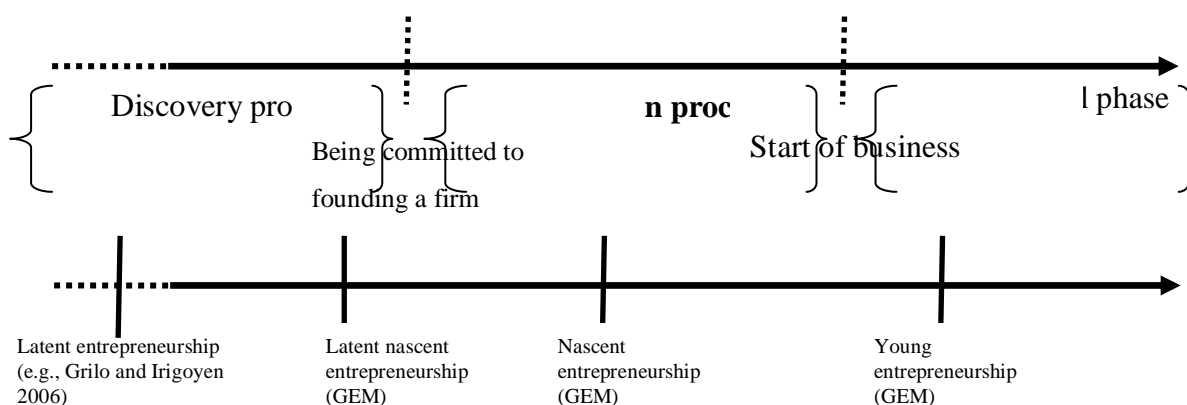 Discovery pro
n proc
l phase
Being committed to
founding a firm
Start of business
Latent entrepreneurship
(e.g., Grilo and Irigoyen
2006)
Latent nascent
entrepreneurship
(GEM)
Nascent
entrepreneurship
(GEM)
Young
entrepreneurship
(GEM)